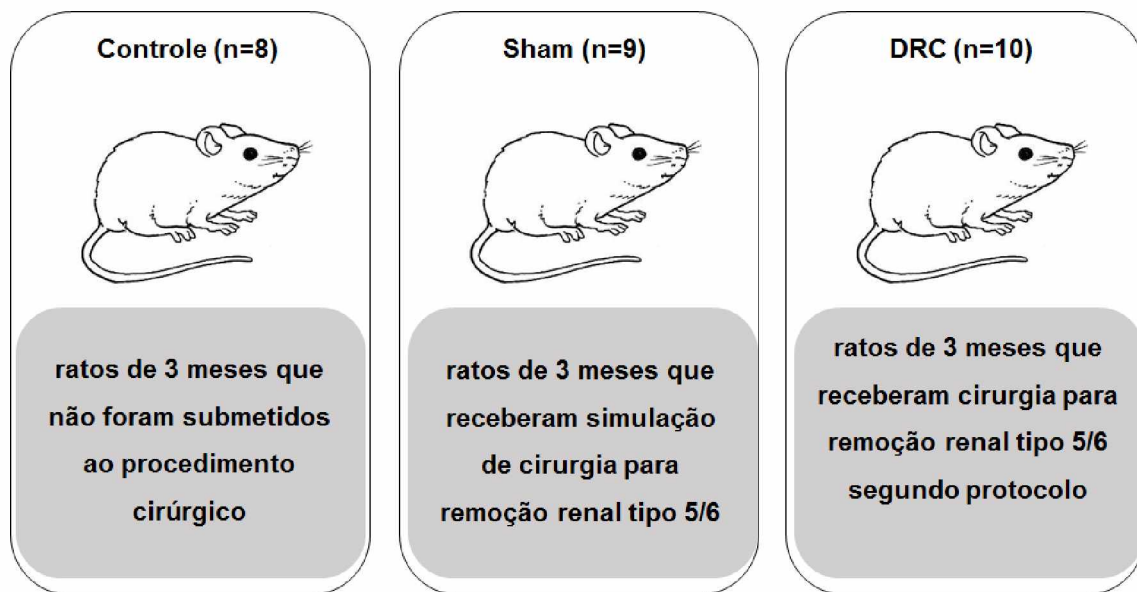 Controle (n=8)
ratos de 3 meses que
não foram submetidos
ao procedimento
cirúrgico
Sham (n=9)
ratos de 3 meses que
receberam simulação
de cirurgia para
remoção renal tipo 5/6
DRC (n=10)
ratos de 3 meses que
receberam cirurgia para
remoção renal tipo 5/6
segundo protocolo